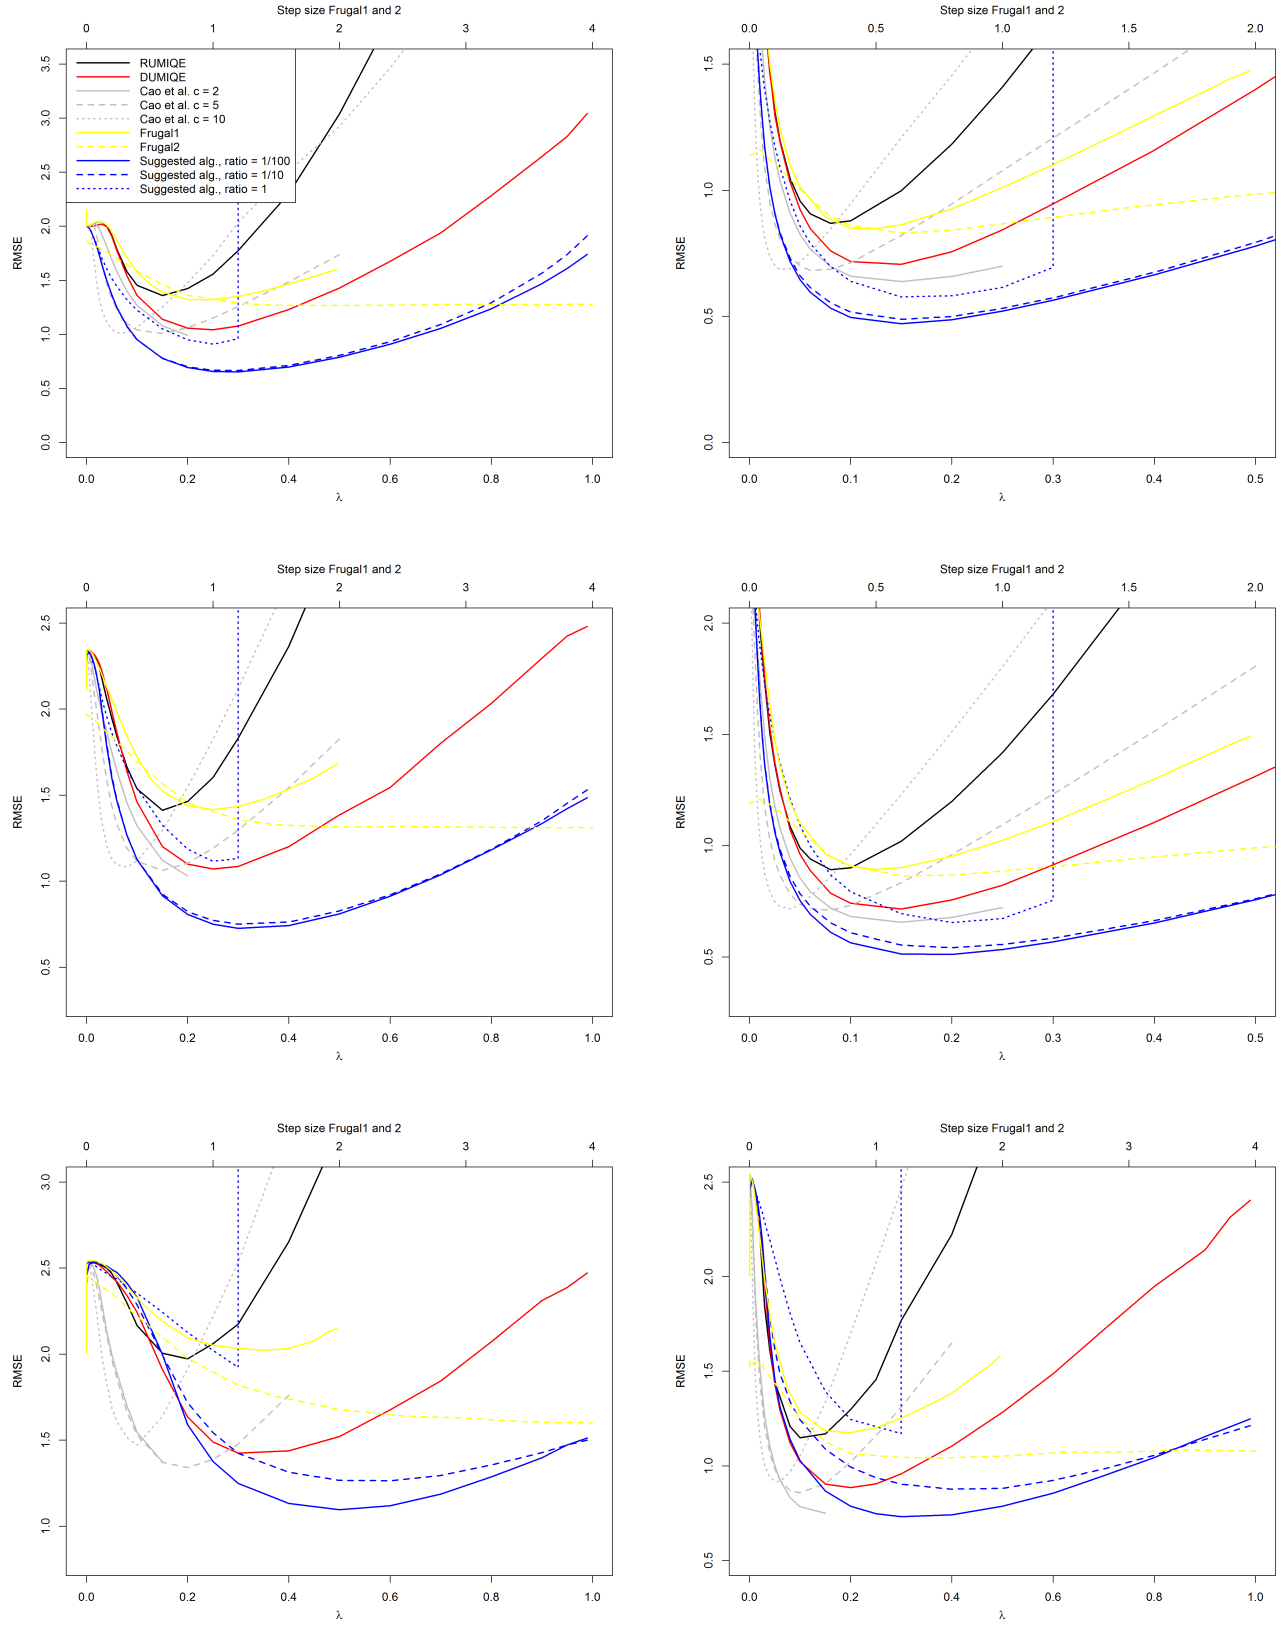 Step size Frugal1 and 2
0 1 2 3 4
RMSE
3.5
3.0
2.5
2.0
1.5
1.0
0.5
0.0
RUMIQE
DUMIQE
Cao et al. c = 2
Cao et al. c = 5
Cao et al. c = 10
Frugal1
Frugal2
Suggested alg., ratio = 1/100
Suggested alg., ratio = 1/10
Suggested alg., ratio = 1
0.0 0.2 0.4 0.6 0.8 1.0
λ
Step size Frugal1 and 2
0.0 0.5 1.0 1.5 2.0
RMSE
1.5
1.0
0.5
0.0
0.0 0.1 0.2 0.3 0.4 0.5
λ
Step size Frugal1 and 2
0 1 2 3 4
RMSE
2.5
2.0
1.5
1.0
0.5
0.0 0.2 0.4 0.6 0.8 1.0
λ
Step size Frugal1 and 2
0.0 0.5 1.0 1.5 2.0
RMSE
2.0
1.5
1.0
0.5
0.0 0.1 0.2 0.3 0.4 0.5
λ
Step size Frugal1 and 2
0 1 2 3 4
RMSE
3.0
2.5
2.0
1.5
1.0
0.0 0.2 0.4 0.6 0.8 1.0
λ
Step size Frugal1 and 2
0 1 2 3 4
RMSE
2.5
2.0
1.5
1.0
0.5
0.0 0.2 0.4 0.6 0.8 1.0
λ